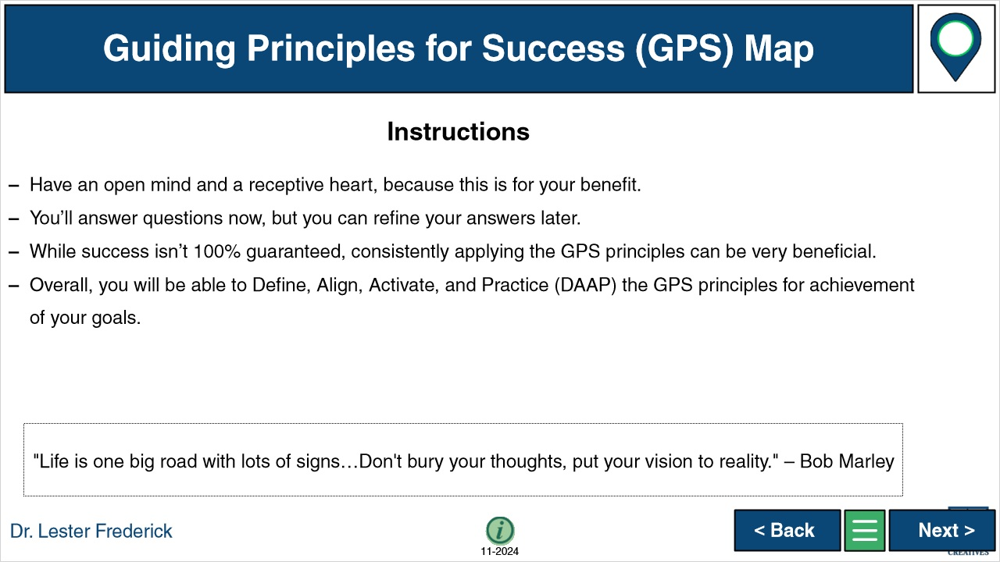 Guiding Principles for Success (GPS) Map
Instructions
– Have an open mind and a receptive heart, because this is for your benefit.
– You’ll answer questions now, but you can refine your answers later.
– While success isn’t 100% guaranteed, consistently applying the GPS principles can be very beneficial.
– Overall, you will be able to Define, Align, Activate, and Practice (DAAP) the GPS principles for achievement
of your goals.
"Life is one big road with lots of signs…Don't bury your thoughts, put your vision to reality." – Bob Marley
Dr. Lester Frederick
i
11-2024
< Back
Next >
CREATIVES